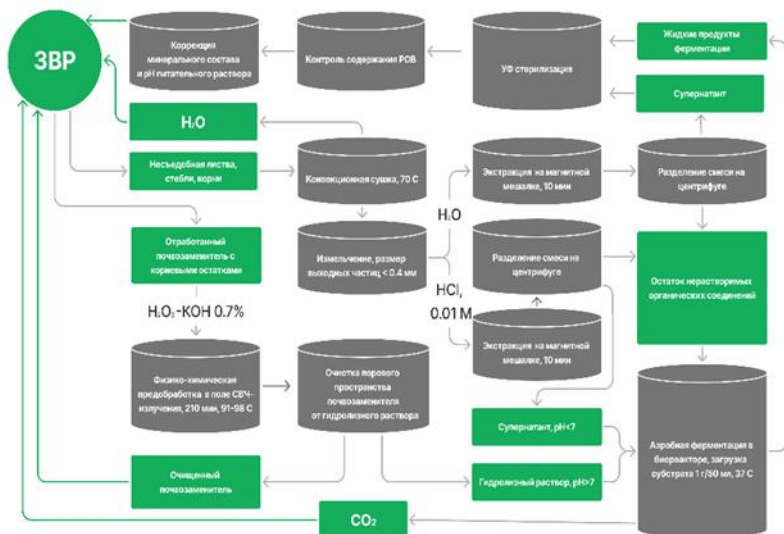 ЗВР
Коррекция
минерального состава
и pH питательного раствора
Контроль содержания РОВ
УФ стерилизация
Жидкие продукты
ферментации
Супернатант
H₂O
Несъедобная листва,
стебли, корни
Конвекционная сушка, 70 С
H₂O
Экстракция на магнитной
мешалке, 10 мин
Разделение смеси на
центрифуге
Отработанный
почвозаменитель с
корневыми остатками
Измельчение, размер
выходных частиц < 0.4 мм
Разделение смеси на
центрифуге
Остаток нерастворимых
органических соединений
HCl,
0.01 M
H₂O₂-KOH 0.7%
Экстракция на магнитной
мешалке, 10 мин
Физико-химическая
предобработка в поле СВЧ-
излучения, 210 мин, 91-98 С
Очистка порового
пространства
почвозаменителя
от гидролизного раствора
Супернатант, pH<7
Аэробная ферментация в
биореакторе, загрузка
субстрата 1 г/50 мл, 37 С
Очищенный
почвозаменитель
Гидролизный раствор, pH>7
CO₂